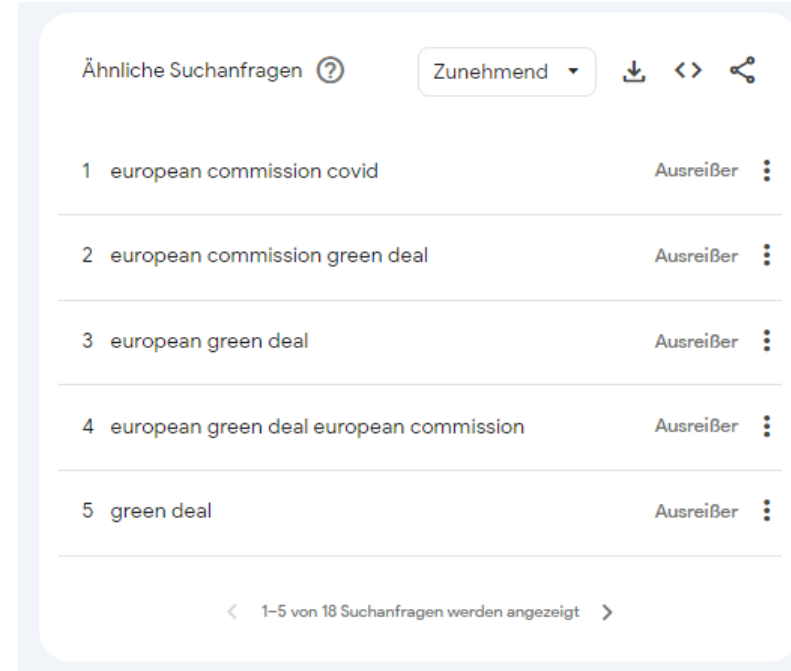 Ähnliche Suchanfragen
Zunehmend
1 european commission covid Ausreißer
2 european commission green deal Ausreißer
3 european green deal Ausreißer
4 european green deal european commission Ausreißer
5 green deal Ausreißer
1–5 von 18 Suchanfragen werden angezeigt